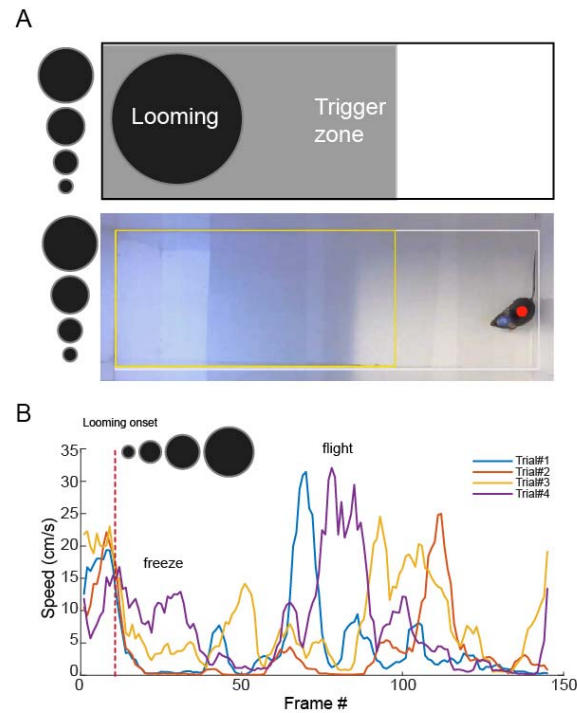 A
Looming
Trigger
zone
B
Looming onset
flight
freeze
Trial#1
Trial#2
Trial#3
Trial#4
Speed (cm/s)
35
30
25
20
15
10
5
0
0
50
100
150
Frame #